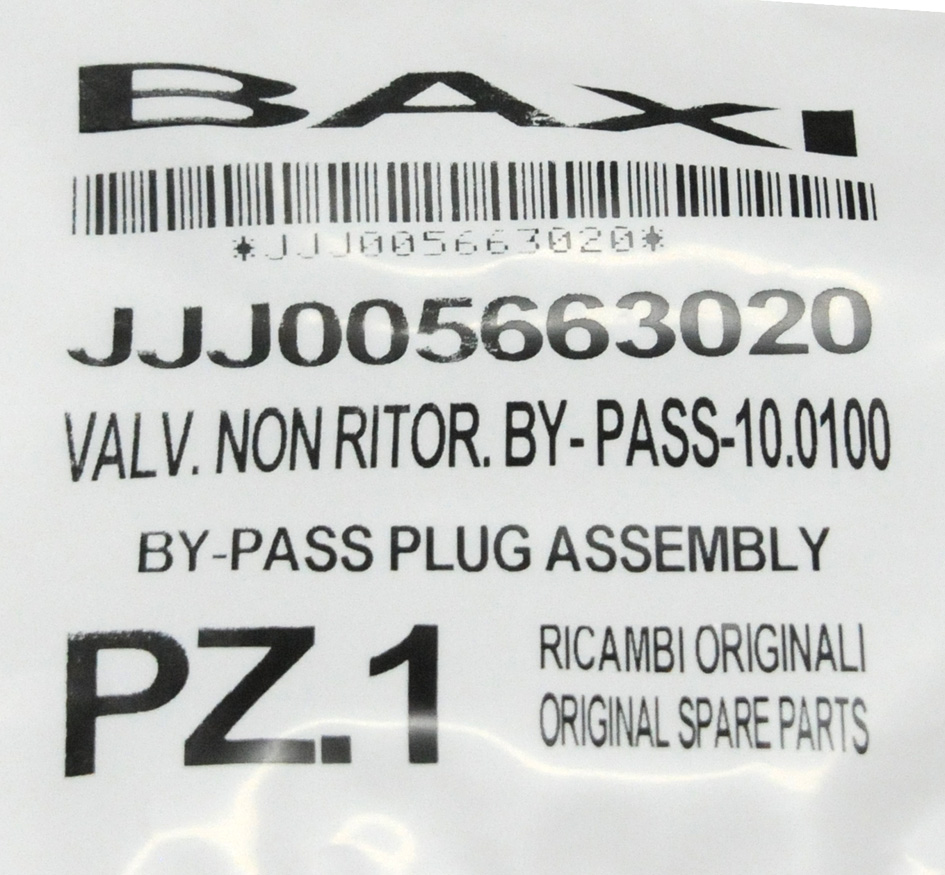 BAXI
*JJJ005663020*
JJJ005663020
VALV. NON RITOR. BY-PASS-10.0100
BY-PASS PLUG ASSEMBLY
PZ.1
RICAMBI ORIGINALI
ORIGINAL SPARE PARTS